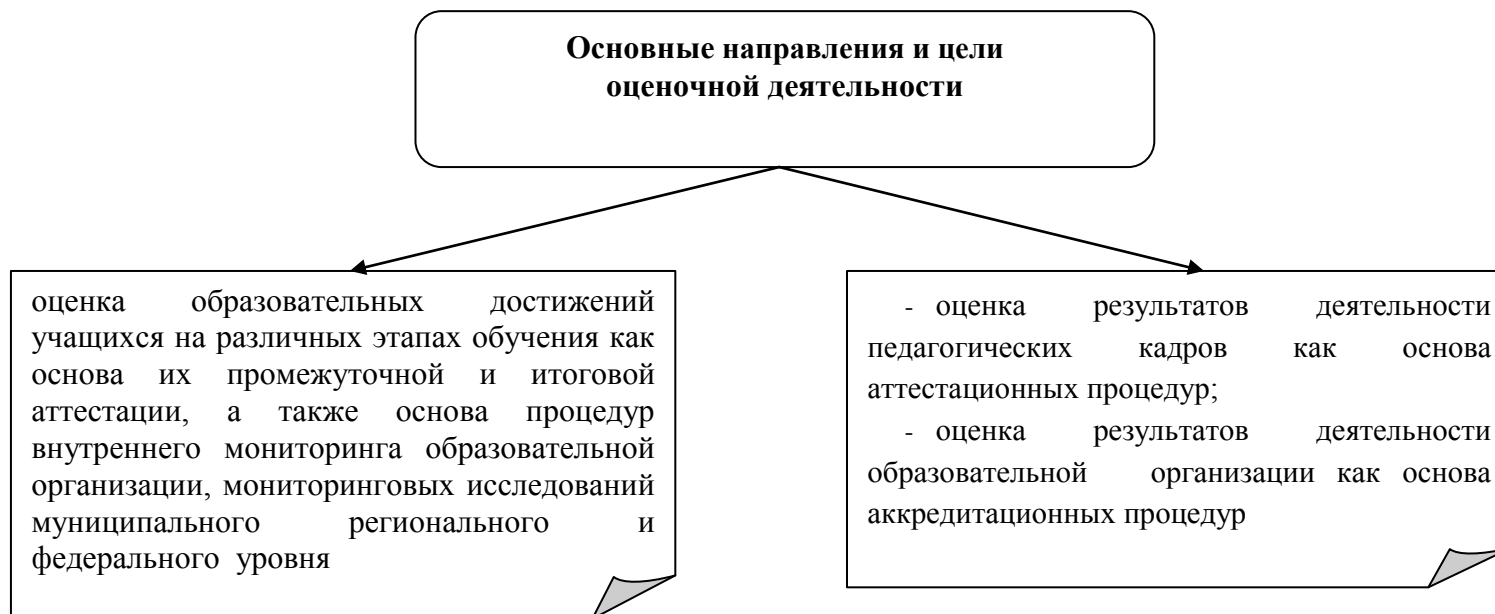 Основные направления и цели
оценочной деятельности
оценка образовательных достижений
учащихся на различных этапах обучения как
основа их промежуточной и итоговой
аттестации, а также основа процедур
внутреннего мониторинга образовательной
организации, мониторинговых исследований
муниципального регионального и
федерального уровня
- оценка результатов деятельности
педагогических кадров как основа
аттестационных процедур;
- оценка результатов деятельности
образовательной организации как основа
аккредитационных процедур